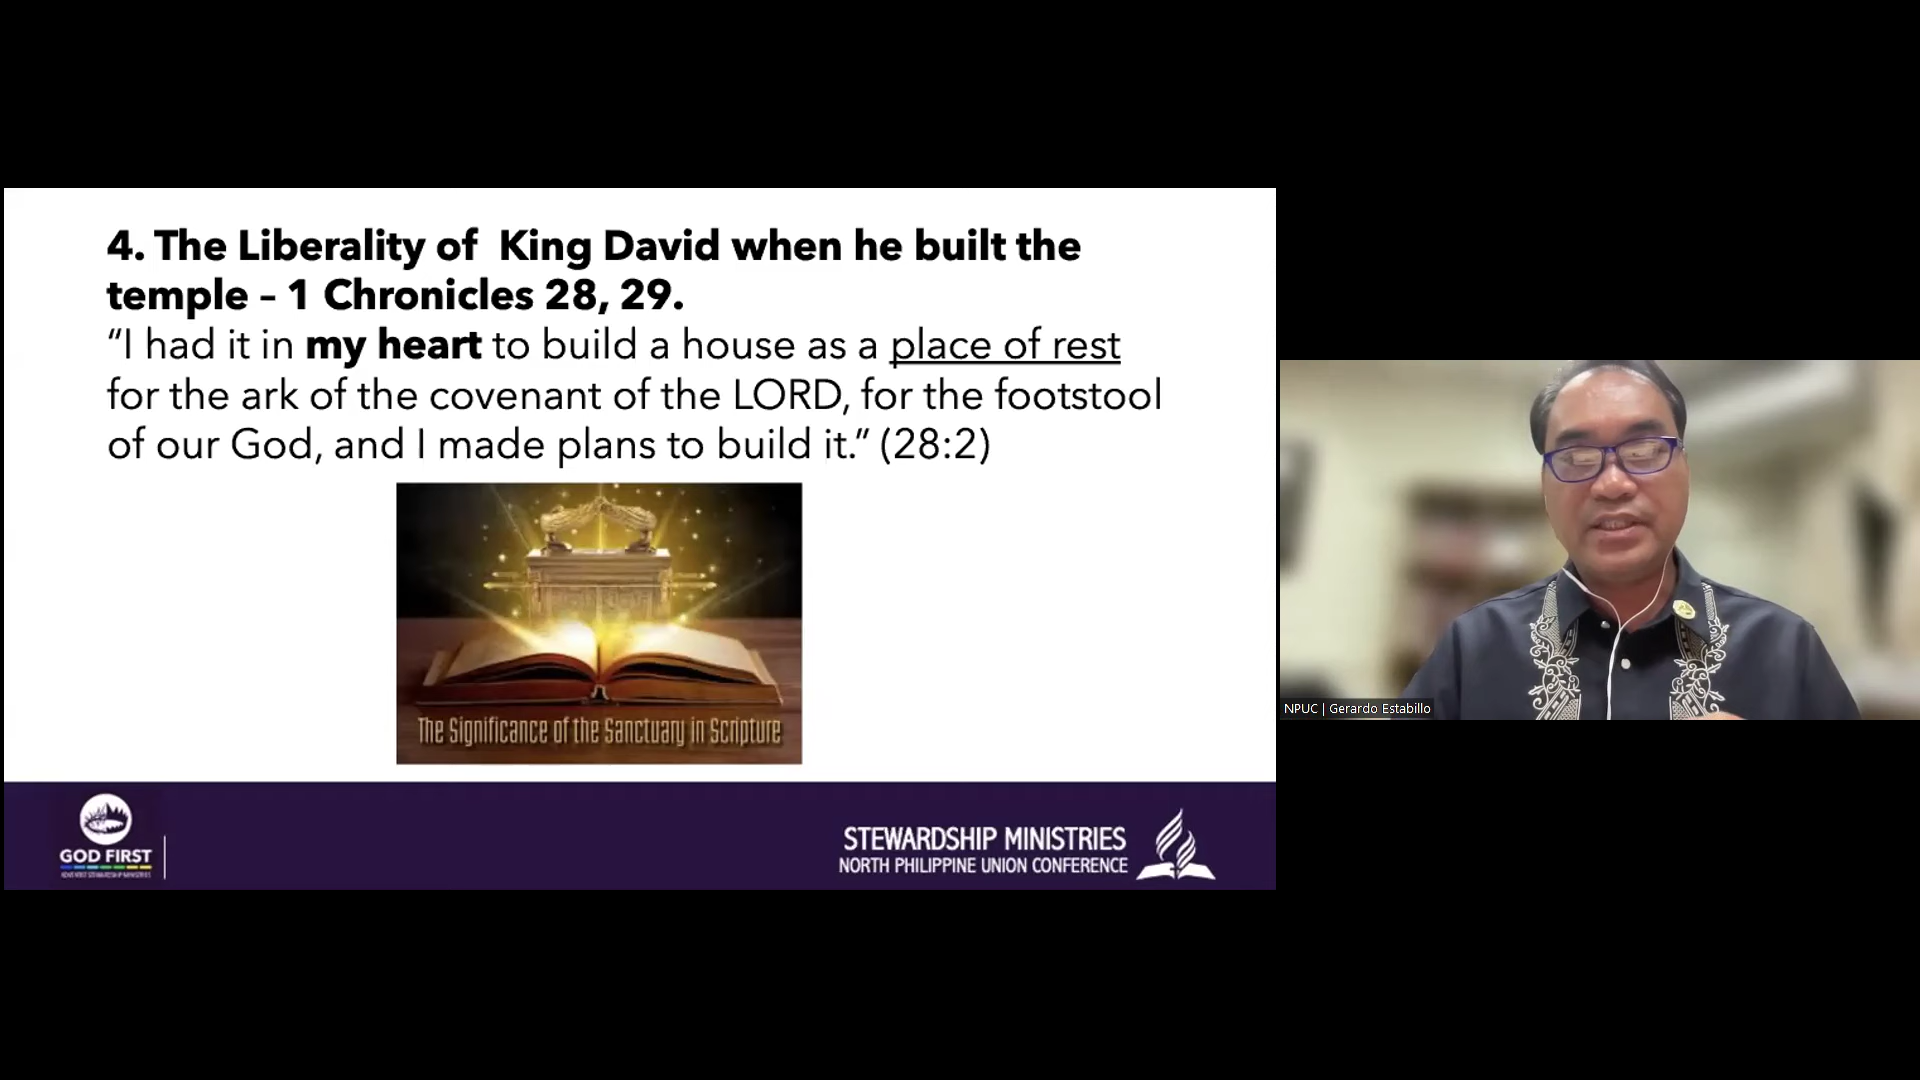 4. The Liberality of King David when he built the
temple – 1 Chronicles 28, 29.
“I had it in my heart to build a house as a place of rest
for the ark of the covenant of the LORD, for the footstool
of our God, and I made plans to build it.” (28:2)
The Significance of the Sanctuary in Scripture
GOD FIRST
ADVENTIST STEWARDSHIP MINISTRIES
STEWARDSHIP MINISTRIES
NORTH PHILIPPINE UNION CONFERENCE
NPUC | Gerardo Estabillo